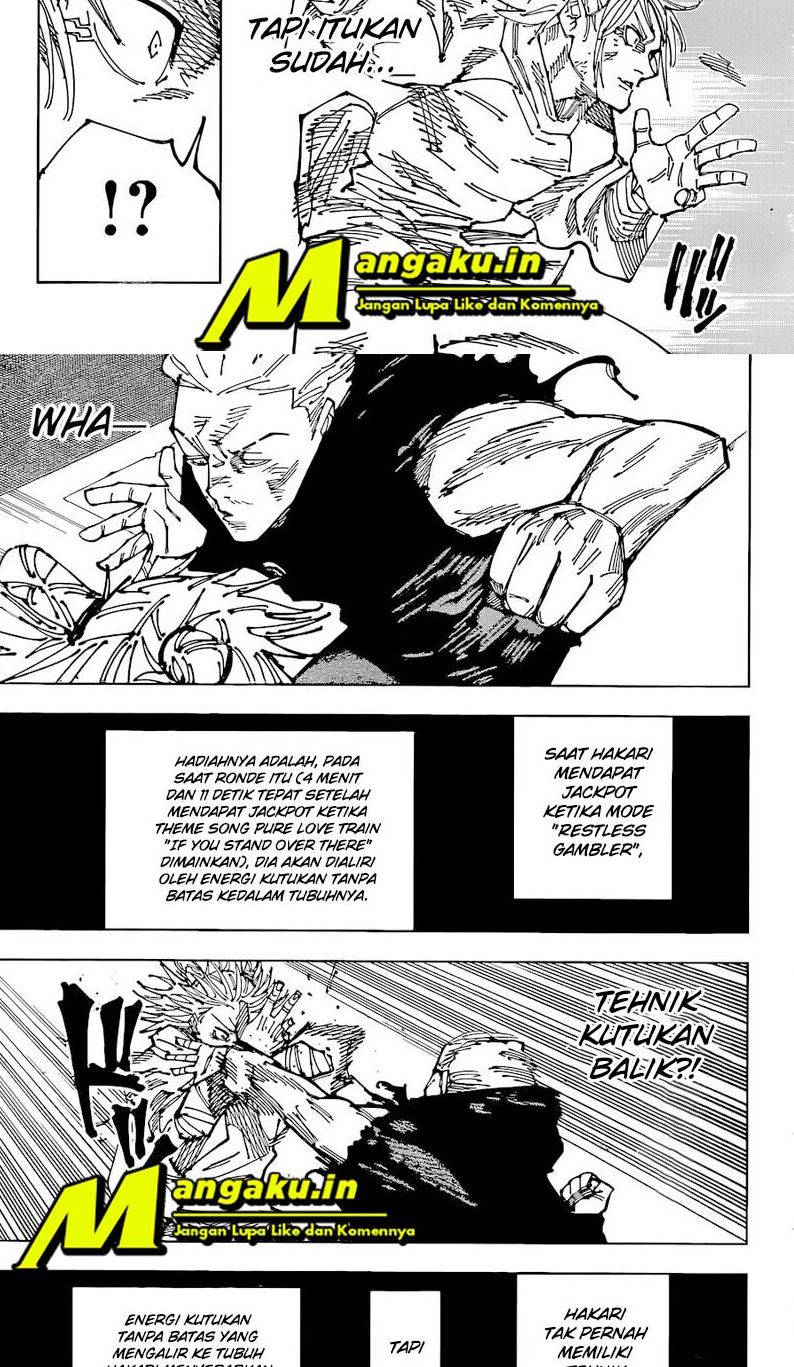 TAPI ITUKAN
SUDAH...
!?
Mangaku.in
Jangan Lupa Like dan Komennya
WHA—
SAAT HAKARI
MENDAPAT
JACKPOT
KETIKA MODE
"RESTLESS
GAMBLER",
HADIAHNYA ADALAH, PADA
SAAT RONDE ITU (4 MENIT
DAN 11 DETIK TEPAT SETELAH
MENDAPAT JACKPOT KETIKA
THEME SONG PURE LOVE TRAIN
"IF YOU STAND OVER THERE"
DIMAINKAN), DIA AKAN DIALIRI
OLEH ENERGI KUTUKAN TANPA
BATAS KEDALAM TUBUHNYA.
TEHNIK
KUTUKAN
BALIK?!
Mangaku.in
Jangan Lupa Like dan Komennya
HAKARI
TAK PERNAH
MEMILIKI
TAPI
ENERGI KUTUKAN
TANPA BATAS YANG
MENGALIR KE TUBUH